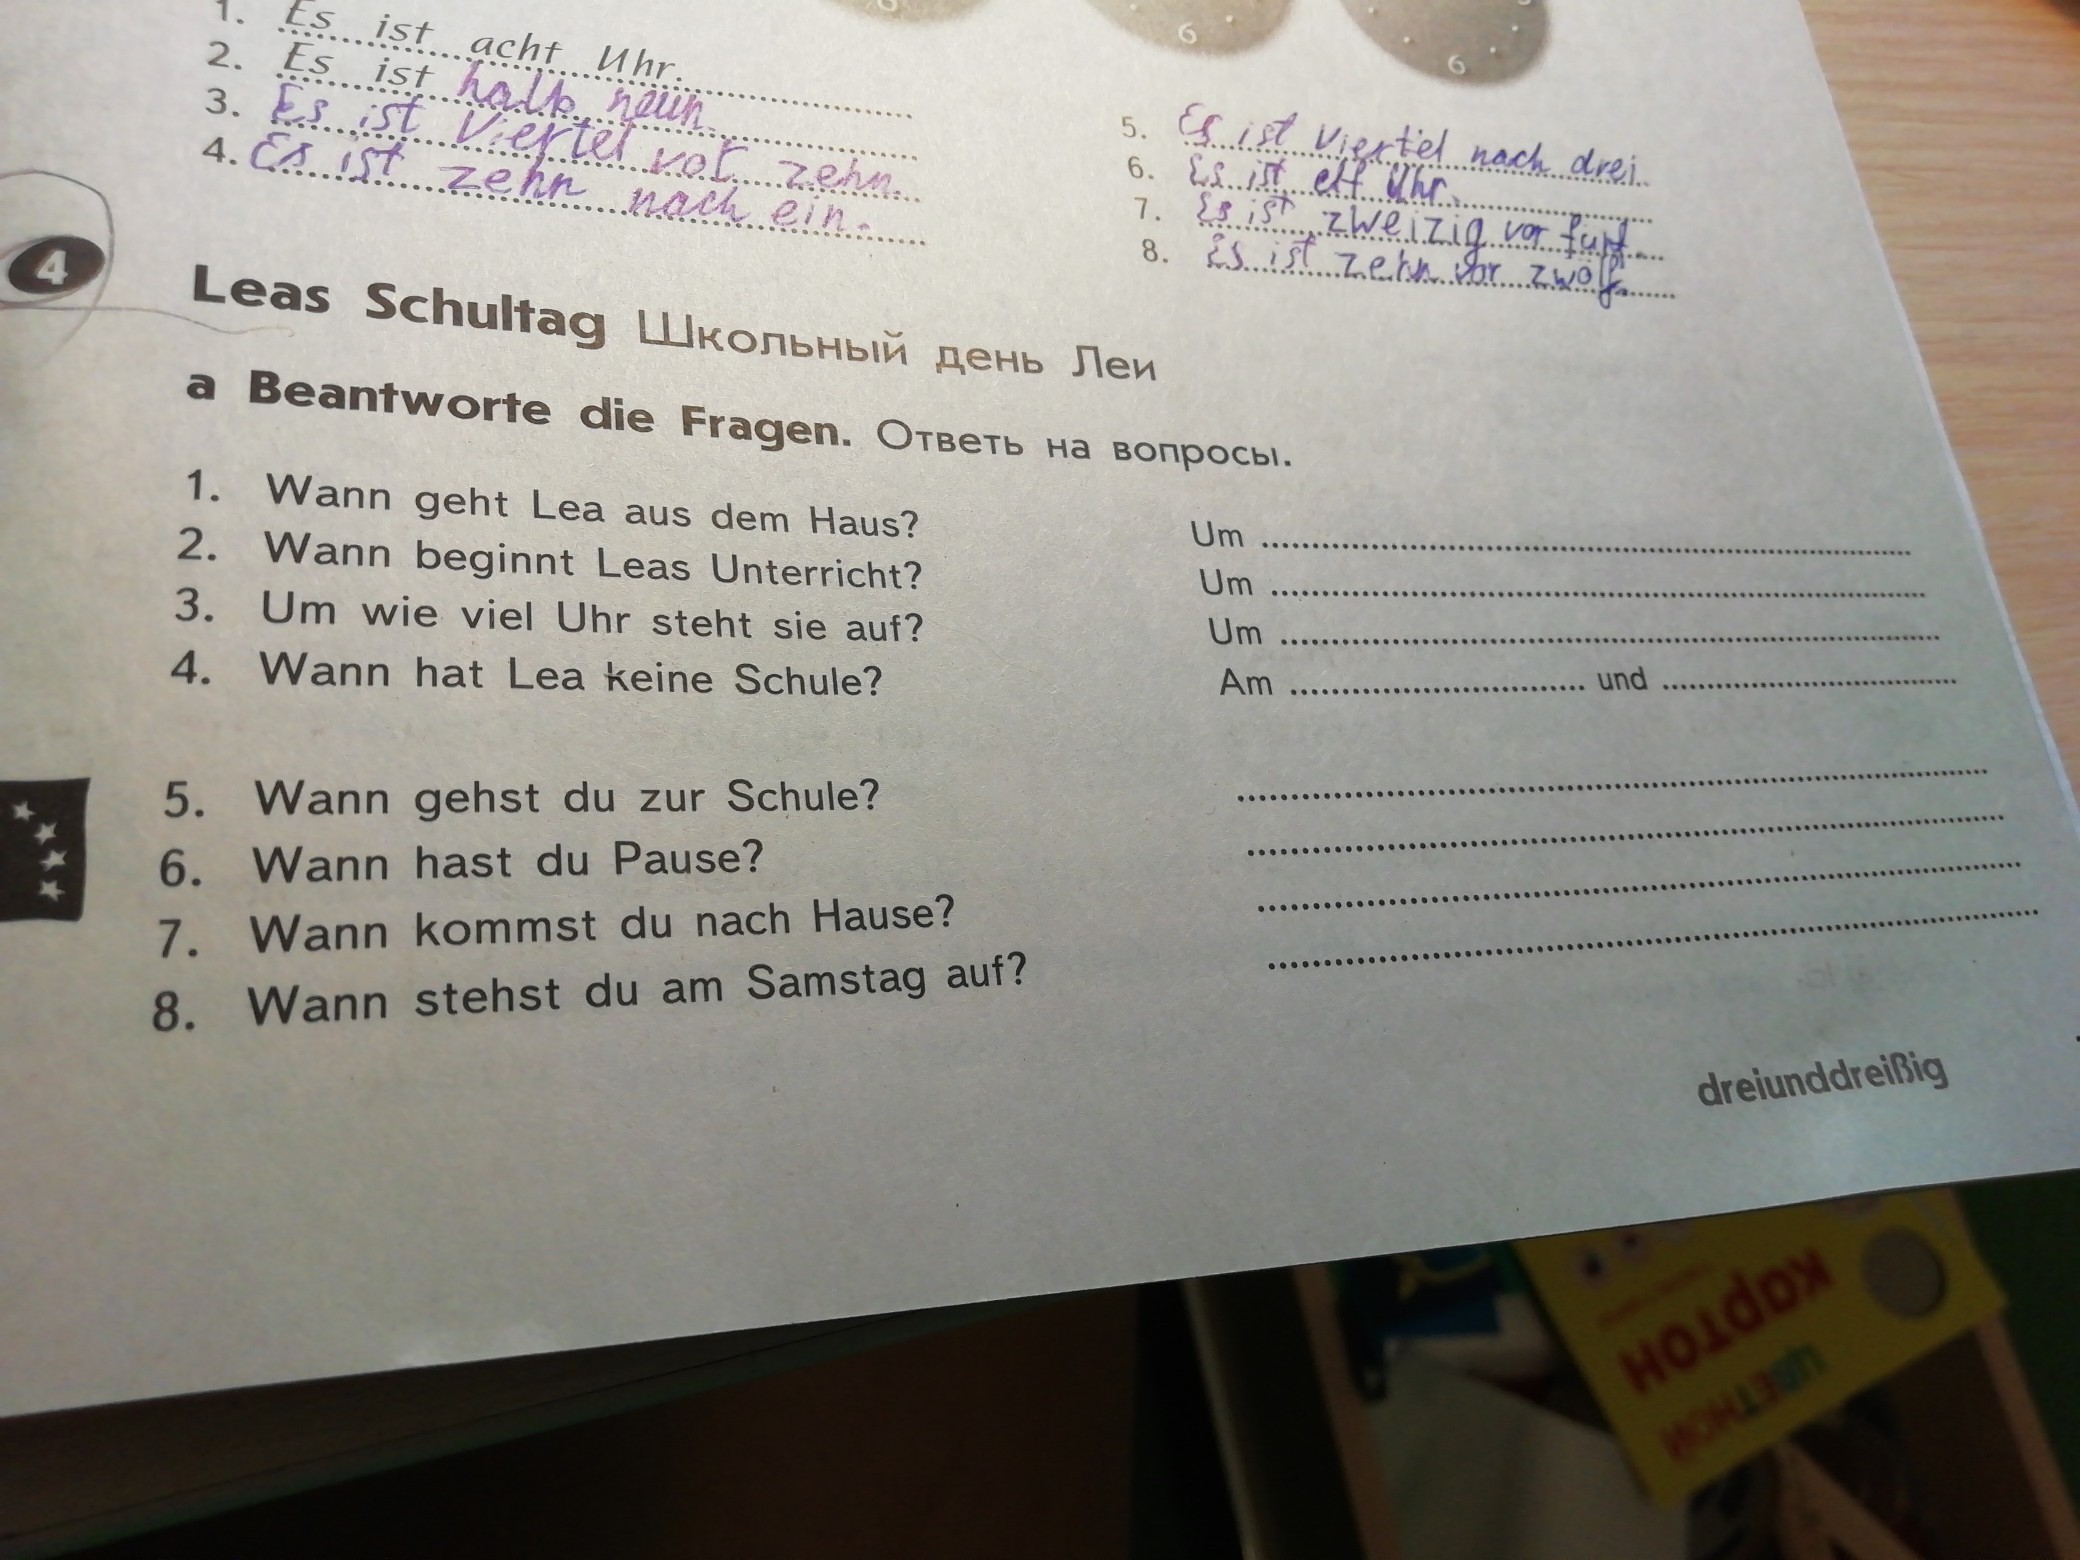 6
6
1. Es ist acht Uhr.
2. Es ist halb neun.
3. Es ist Viertel vor zehn.
4. Es ist zehn nach ein.
5. Es ist Viertel nach drei.
6. Es ist elf Uhr.
7. Es ist zweizig vor fünf.
8. Es ist zehn vor zwölf.
4 Leas Schultag Школьный день Леи
a Beantworte die Fragen. Ответь на вопросы.
1. Wann geht Lea aus dem Haus? Um
2. Wann beginnt Leas Unterricht? Um
3. Um wie viel Uhr steht sie auf? Um
4. Wann hat Lea keine Schule? Am und
5. Wann gehst du zur Schule?
6. Wann hast du Pause?
7. Wann kommst du nach Hause?
8. Wann stehst du am Samstag auf?
dreiunddreißig
ЦВЕТНОЙ
картон